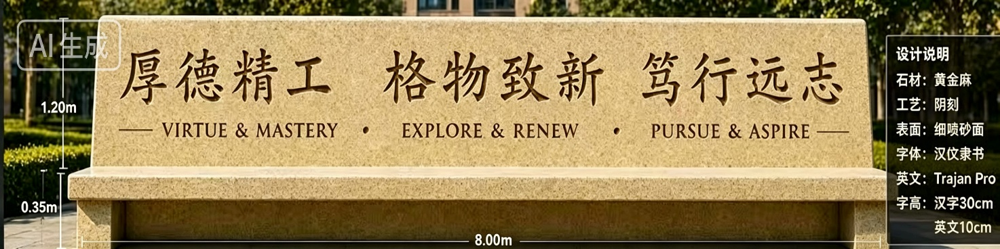 AI 生成
厚德精工 格物致新 笃行远志
VIRTUE & MASTERY • EXPLORE & RENEW • PURSUE & ASPIRE
1.20m
0.35m
8.00m
设计说明
石材：黄金麻
工艺：阴刻
表面：细喷砂面
字体：汉仪隶书
英文：Trajan Pro
字高：汉字30cm
英文10cm